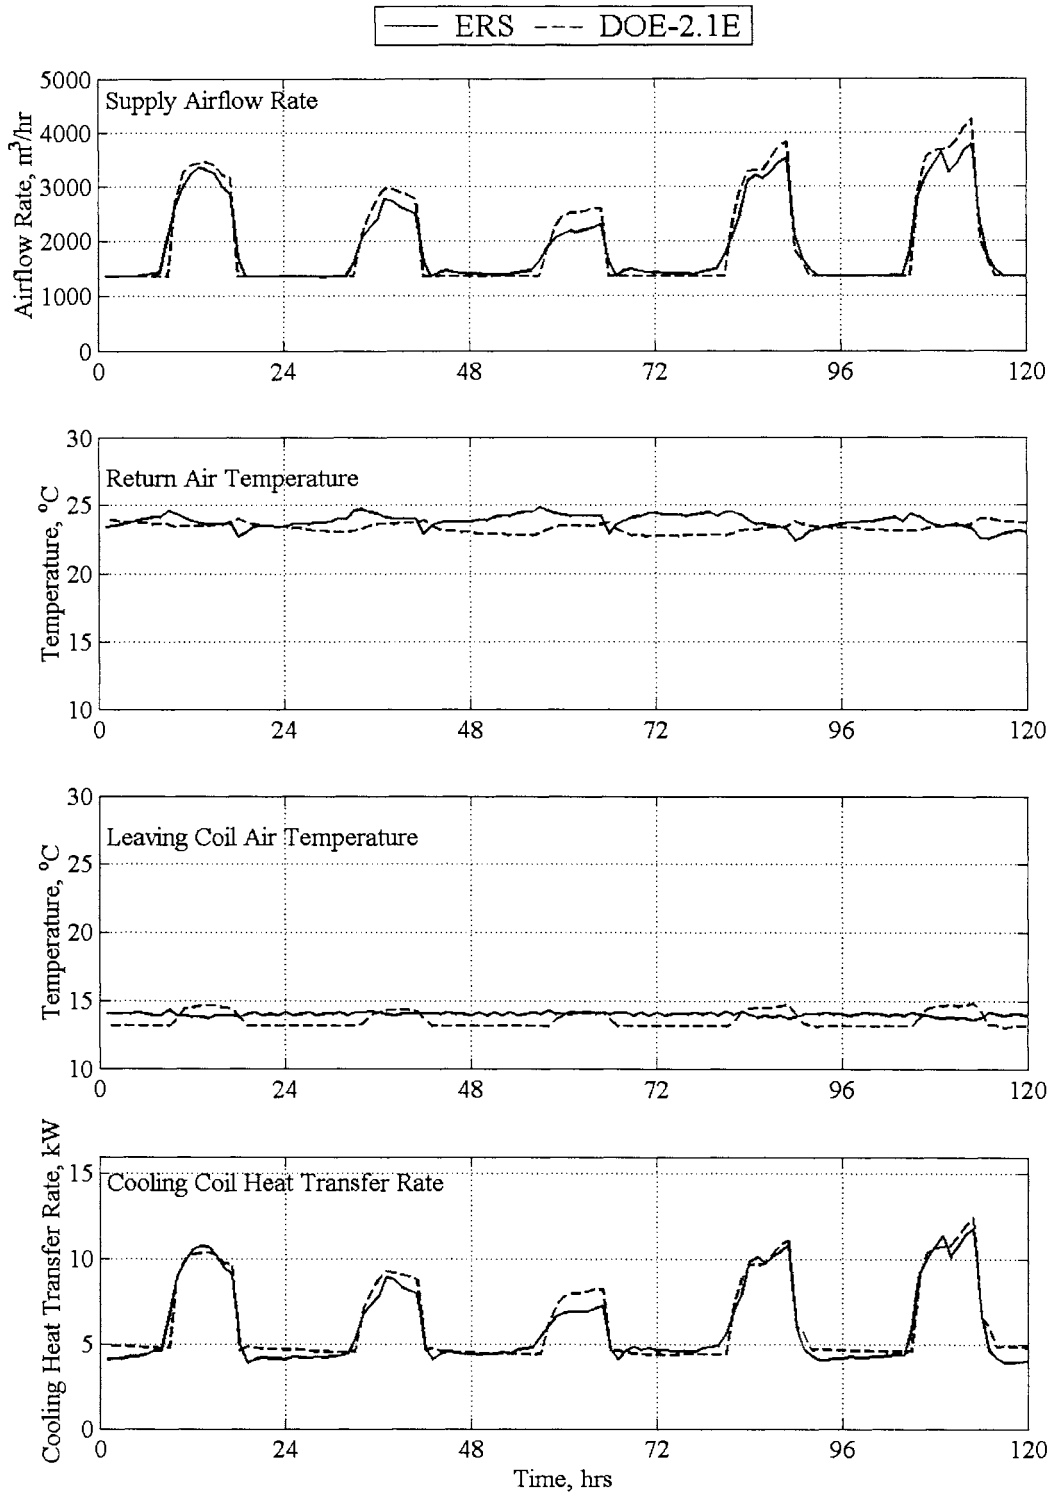 ERS DOE-2.1E
Supply Airflow Rate
Airflow Rate, m³/hr
5000
4000
3000
2000
1000
0
0 24 48 72 96 120
Return Air Temperature
Temperature, °C
30
25
20
15
10
0 24 48 72 96 120
Leaving Coil Air Temperature
Temperature, °C
30
25
20
15
10
0 24 48 72 96 120
Cooling Coil Heat Transfer Rate
Cooling Heat Transfer Rate, kW
15
10
5
0
0 24 48 72 96 120
Time, hrs